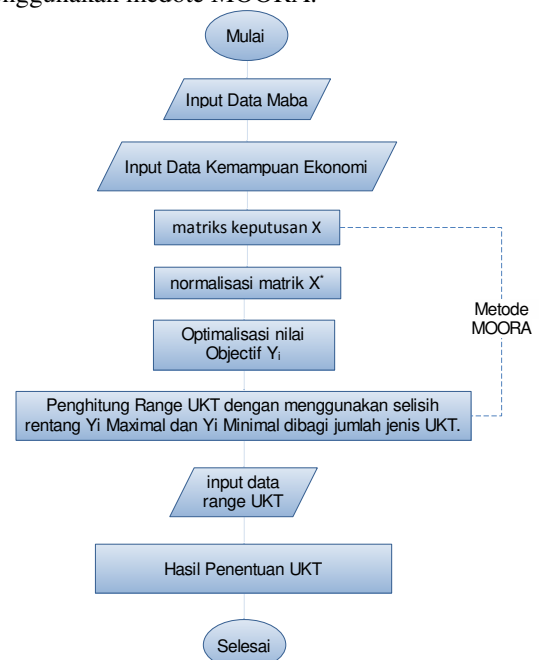 nggunakan medote MOORA.
Mulai
Input Data Maba
Input Data Kemampuan Ekonomi
matriks keputusan X
normalisasi matrik X*
Metode
MOORA
Optimalisasi nilai
Objectif Yi
Penghitung Range UKT dengan menggunakan selisih
rentang Yi Maximal dan Yi Minimal dibagi jumlah jenis UKT.
input data
range UKT
Hasil Penentuan UKT
Selesai